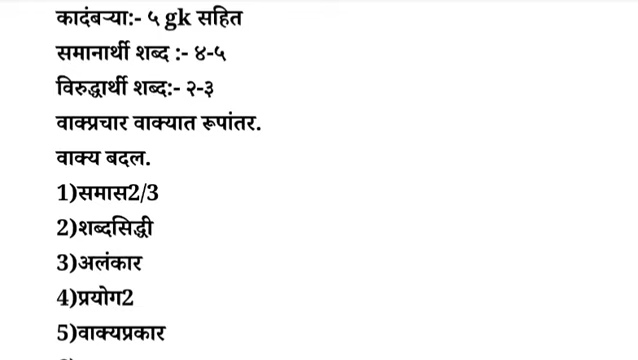 कादंबऱ्या:- ५ gk सहित
समानार्थी शब्द :- ४-५
विरुद्धार्थी शब्द:- २-३
वाक्प्रचार वाक्यात रूपांतर.
वाक्य बदल.
1)समास2/3
2)शब्दसिद्धी
3)अलंकार
4)प्रयोग2
5)वाक्यप्रकार